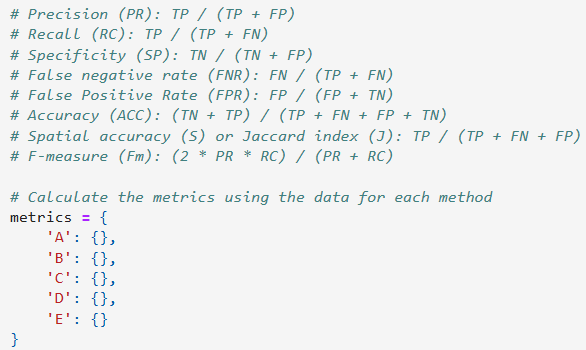 # Precision (PR): TP / (TP + FP)
# Recall (RC): TP / (TP + FN)
# Specificity (SP): TN / (TN + FP)
# False negative rate (FNR): FN / (TP + FN)
# False Positive Rate (FPR): FP / (FP + TN)
# Accuracy (ACC): (TN + TP) / (TP + FN + FP + TN)
# Spatial accuracy (S) or Jaccard index (J): TP / (TP + FN + FP)
# F-measure (Fm): (2 * PR * RC) / (PR + RC)

# Calculate the metrics using the data for each method
metrics = {
    'A': {},
    'B': {},
    'C': {},
    'D': {},
    'E': {}
}